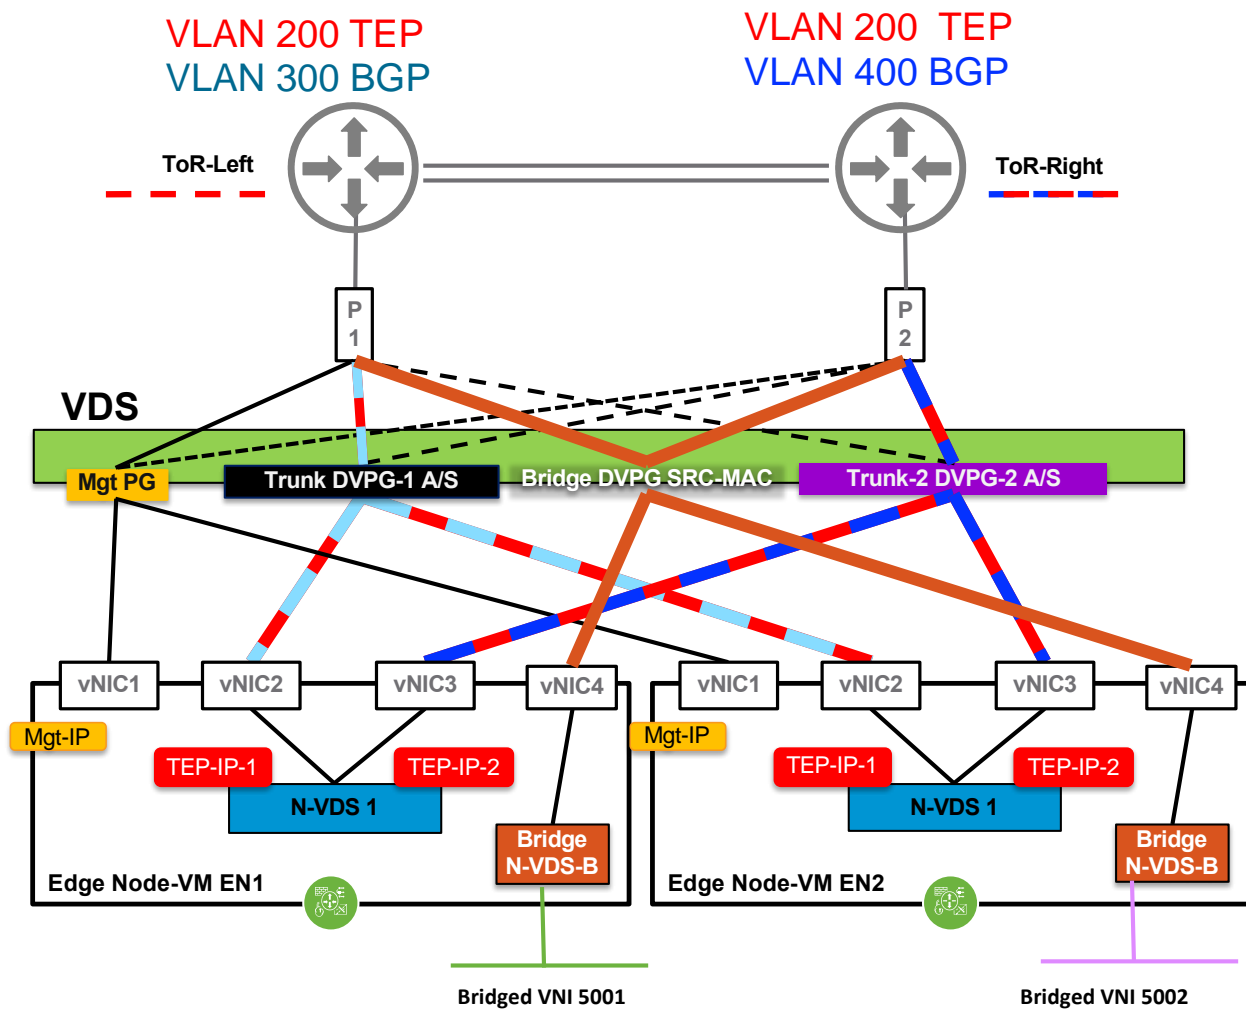 VLAN 200 TEP
VLAN 300 BGP
VLAN 200 TEP
VLAN 400 BGP
ToR-Left
ToR-Right
P
1
P
2
VDS
Mgt PG
Trunk DVPG-1 A/S
Bridge DVPG SRC-MAC
Trunk-2 DVPG-2 A/S
vNIC1
vNIC2
vNIC3
vNIC4
vNIC1
vNIC2
vNIC3
vNIC4
Mgt-IP
TEP-IP-1
TEP-IP-2
N-VDS 1
Bridge
N-VDS-B
Edge Node-VM EN1
Mgt-IP
TEP-IP-1
TEP-IP-2
N-VDS 1
Bridge
N-VDS-B
Edge Node-VM EN2
Bridged VNI 5001
Bridged VNI 5002